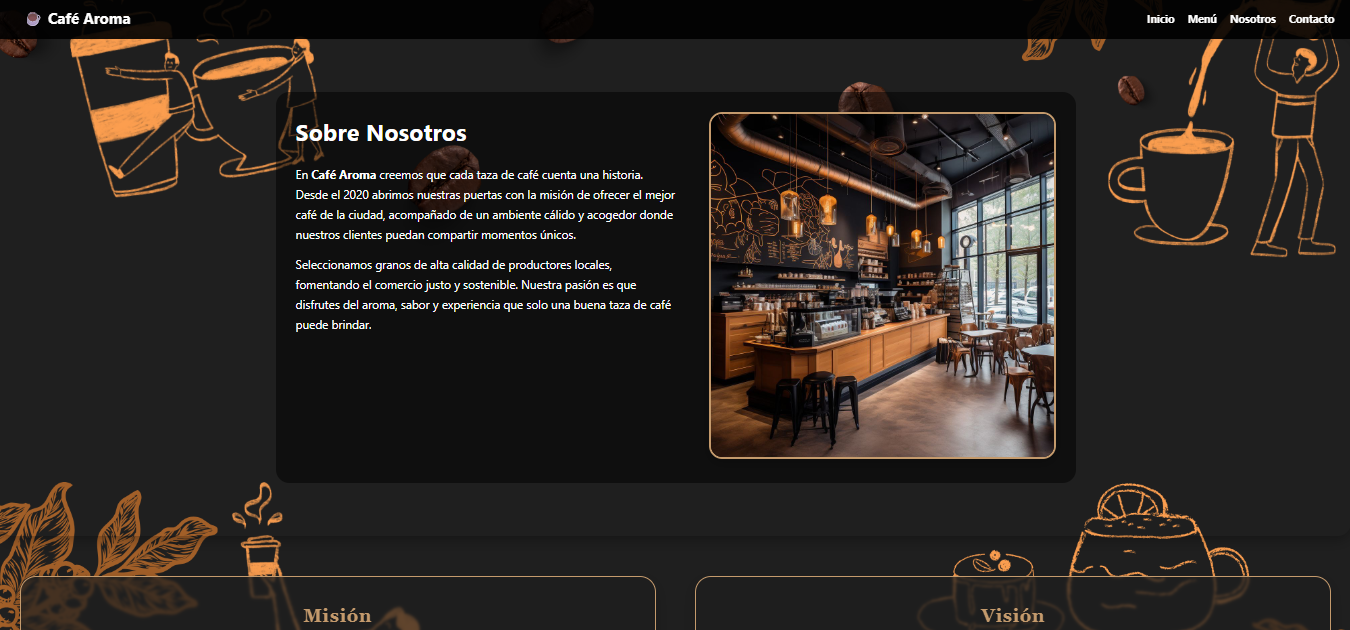 Café Aroma
Inicio Menú Nosotros Contacto
Sobre Nosotros
En Café Aroma creemos que cada taza de café cuenta una historia.
Desde el 2020 abrimos nuestras puertas con la misión de ofrecer el mejor
café de la ciudad, acompañado de un ambiente cálido y acogedor donde
nuestros clientes puedan compartir momentos únicos.
Seleccionamos granos de alta calidad de productores locales,
fomentando el comercio justo y sostenible. Nuestra pasión es que
disfrutes del aroma, sabor y experiencia que solo una buena taza de café
puede brindar.
Misión
Visión